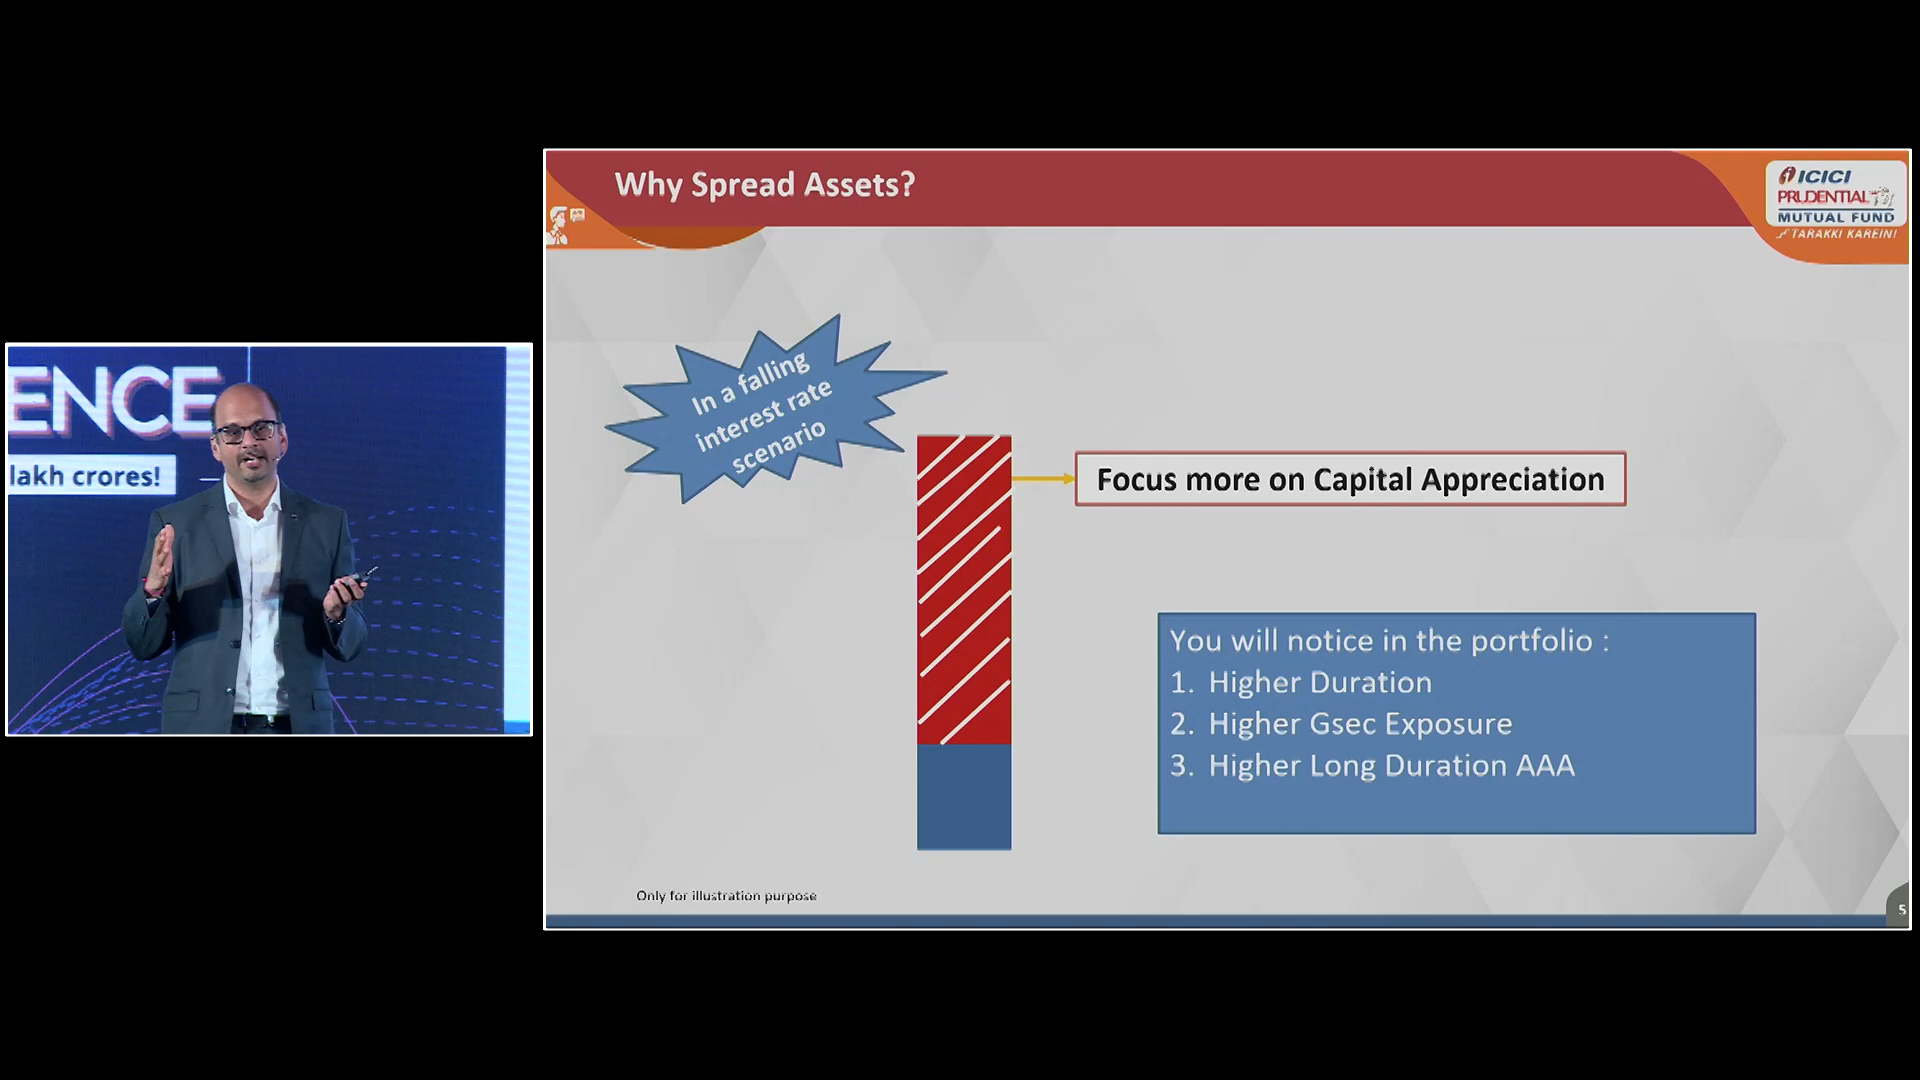 ENCE
lakh crores!
Why Spread Assets?
ICICI
PRUDENTIAL
MUTUAL FUND
TARAKKI KAREIN!
In a falling
interest rate
scenario
Focus more on Capital Appreciation
You will notice in the portfolio :
1. Higher Duration
2. Higher Gsec Exposure
3. Higher Long Duration AAA
Only for illustration purpose
5